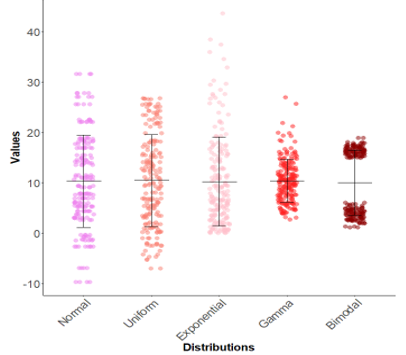 40
30
20
10
0
-10
Values
Normal
Uniform
Exponential
Gamma
Bimodal
Distributions